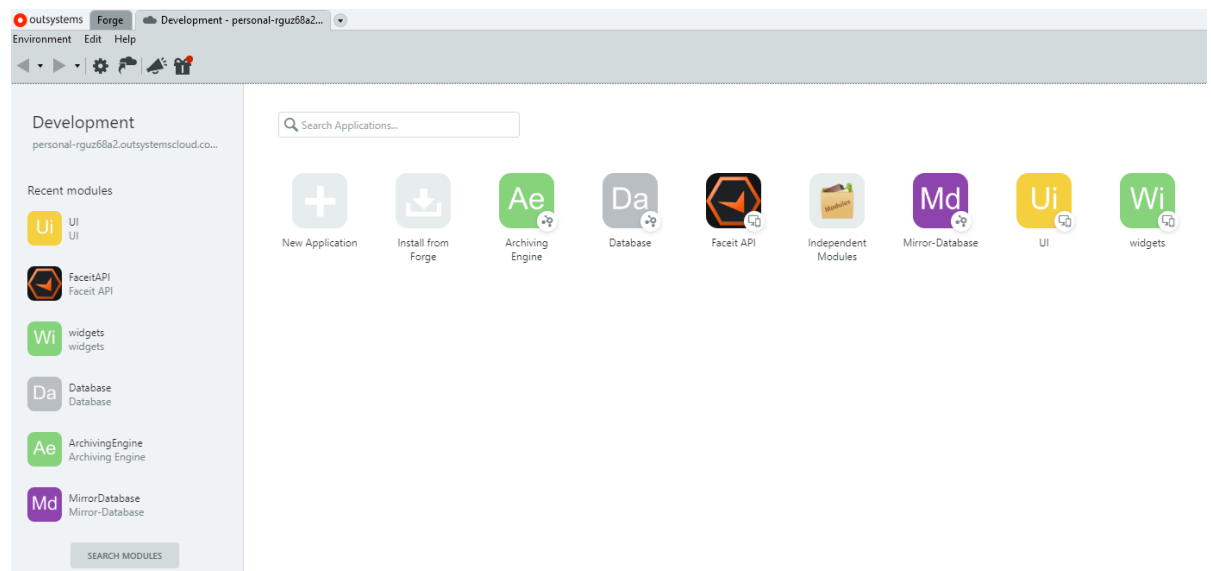 outsystems Forge Development - personal-rguz68a2...
Environment Edit Help
Development
personal-rguz68a2.outsystemscloud.co...
Recent modules
Ui UI
UI
FaceitAPI
Faceit API
Wi widgets
widgets
Da Database
Database
Ae ArchivingEngine
Archiving Engine
Md MirrorDatabase
Mirror-Database
SEARCH MODULES
Search Applications...
Ae Da Modules Md Ui Wi
New Application Install from Archiving Database Faceit API Independent Mirror-Database UI widgets
Forge Engine Modules